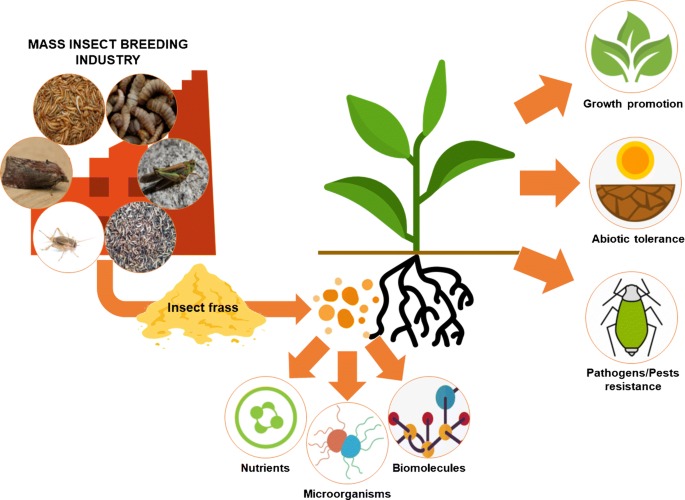 MASS INSECT BREEDING
INDUSTRY
Growth promotion
Abiotic tolerance
Insect frass
Pathogens/Pests
resistance
Nutrients
Microorganisms
Biomolecules